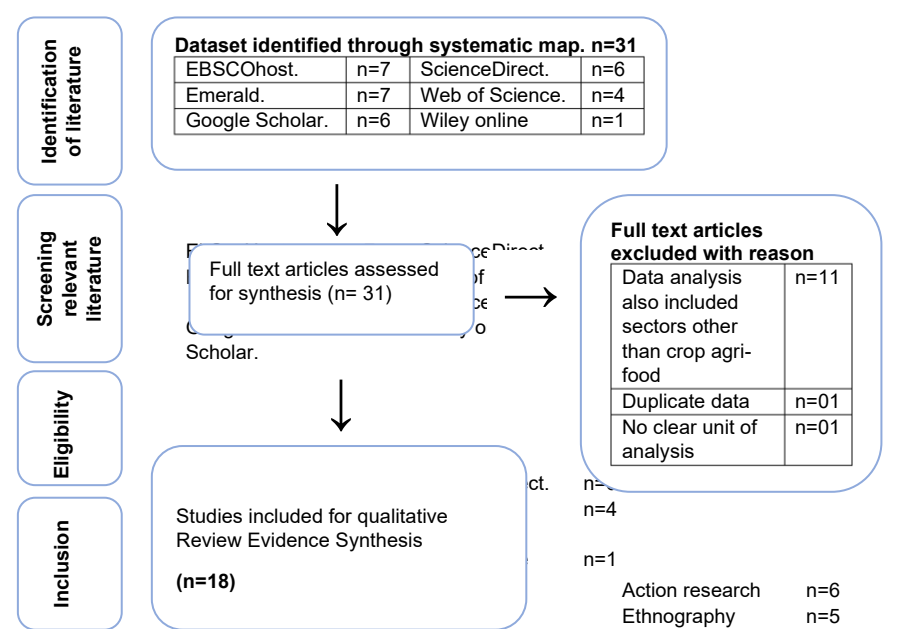 Identification
of literature
Dataset identified through systematic map. n=31
EBSCOhost. n=7 ScienceDirect. n=6
Emerald. n=7 Web of Science. n=4
Google Scholar. n=6 Wiley online n=1
Screening
relevant
literature
Full text articles assessed
for synthesis (n= 31)
Scholar.
Full text articles
excluded with reason
Data analysis n=11
also included
sectors other
than crop agri-
food
Duplicate data n=01
No clear unit of n=01
analysis
Eligibility
Inclusion
Studies included for qualitative
Review Evidence Synthesis
(n=18)
n=4
n=1
Action research n=6
Ethnography n=5